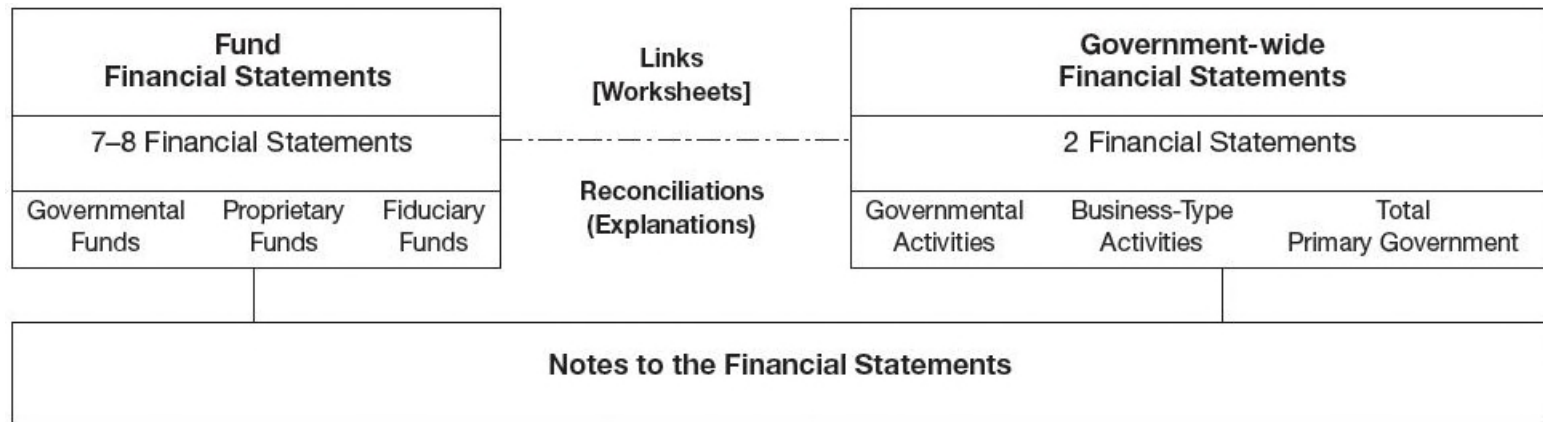 Fund
Financial Statements
7–8 Financial Statements
Governmental Funds
Proprietary Funds
Fiduciary Funds
Links
[Worksheets]
Reconciliations
(Explanations)
Government-wide
Financial Statements
2 Financial Statements
Governmental Activities
Business-Type Activities
Total Primary Government
Notes to the Financial Statements